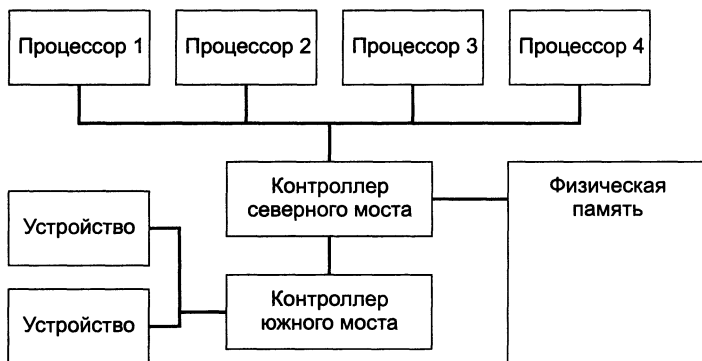 Процессор 1
Процессор 2
Процессор 3
Процессор 4
Контроллер
северного моста
Физическая
память
Устройство
Контроллер
южного моста
Устройство